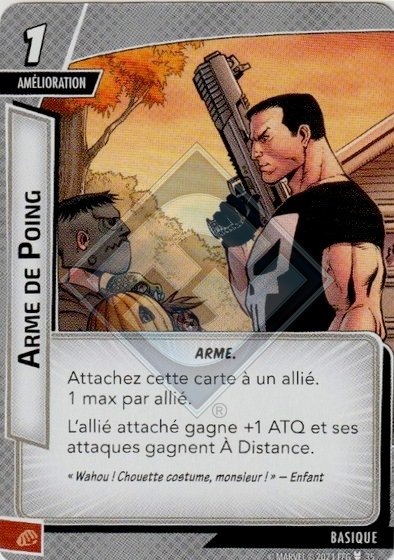 1
AMÉLIORATION
ARME DE POING
ARME.
Attachez cette carte à un allié.
1 max par allié.
L'allié attaché gagne +1 ATQ et ses
attaques gagnent À Distance.
« Wahou ! Chouette costume, monsieur ! » — Enfant
BASIQUE
© MARVEL © 2021 FFG 35